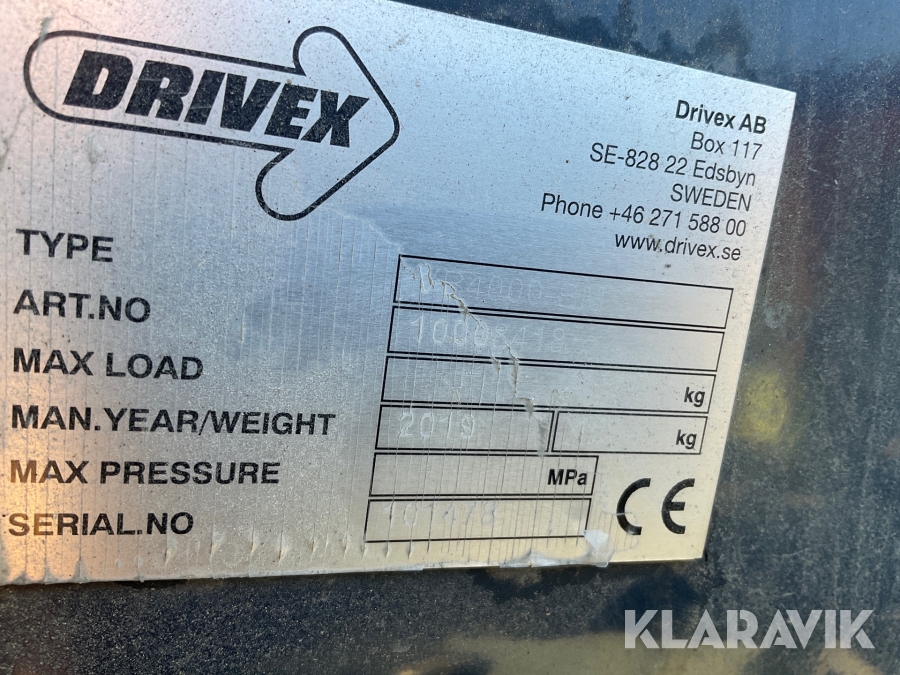 DRIVEX
Drivex AB
Box 117
SE-828 22 Edsbyn
SWEDEN
Phone +46 271 588 00
www.drivex.se
TYPE
ART.NO
MAX LOAD kg
MAN.YEAR/WEIGHT 2019 kg
MAX PRESSURE MPa
SERIAL.NO
CE
KLARAVIK